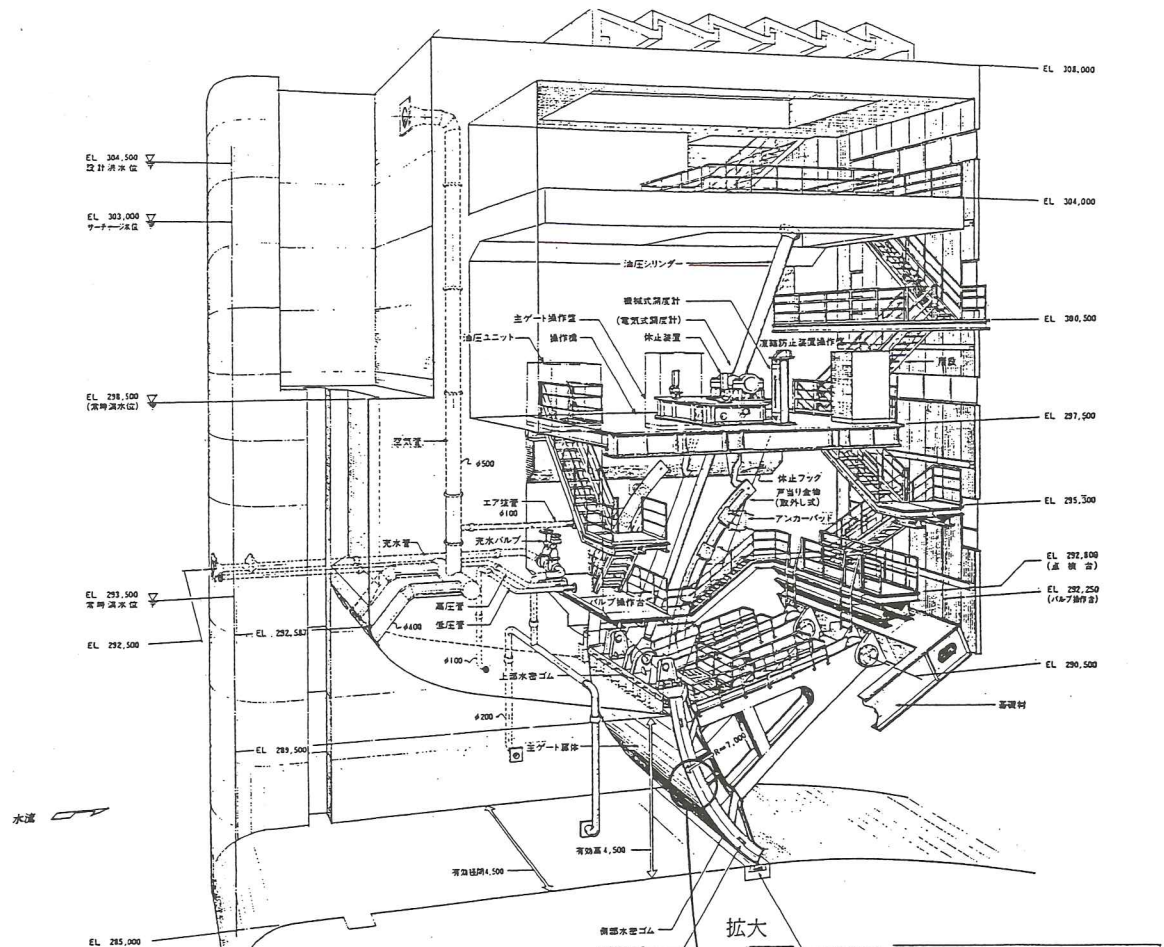 EL 308,000
EL 304,500
設計洪水位
EL 303,000
サーチャージ水位
EL 304,000
油圧シリンダー
機械式開度計
(電気式開度計)
主ゲート操作盤
休止装置
凍結防止装置操作盤
油圧ユニット
操作橋
階段
EL 300,500
EL 298,500
(常時満水位)
EL 297,500
空気管
φ500
休止フック
戸当り金物
(取外し式)
アンカーバッド
EL 295,300
エア抜管
φ100
充水バルブ
充水管
EL 292,800
(点検台)
EL 292,250
(バルブ操作台)
バルブ操作台
EL 293,500
常時満水位
EL 292,587
EL 292,500
φ400
高圧管
低圧管
φ100
EL 290,500
上部水密ゴム
基礎材
φ200
EL 289,500
主ゲート扉体
R=7,000
水流
有効高4,500
有効径間4,500
側部水密ゴム
拡大
EL 285,000